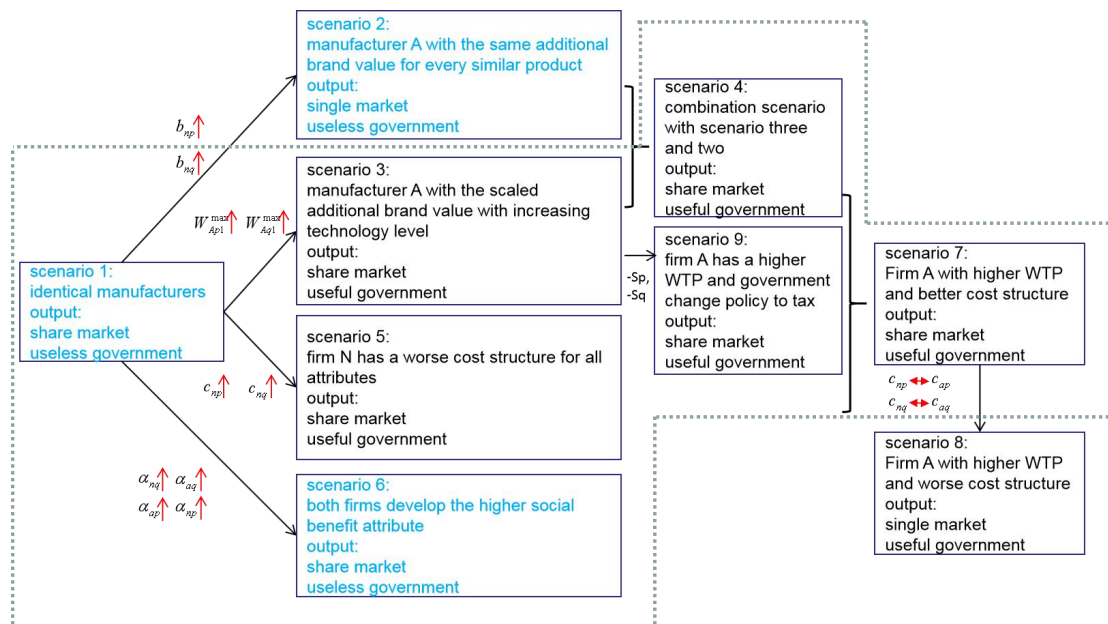 scenario 2:
manufacturer A with the same additional
brand value for every similar product
output:
single market
useless government
b_np
b_nq
scenario 3:
manufacturer A with the scaled
additional brand value with increasing
technology level
output:
share market
useful government
W_Ap1^max W_Aq1^max
scenario 1:
identical manufacturers
output:
share market
useless government
scenario 5:
firm N has a worse cost structure for all
attributes
output:
share market
useful government
c_np c_nq
scenario 6:
both firms develop the higher social
benefit attribute
output:
share market
useless government
α_nq α_aq
α_ap α_np
scenario 4:
combination scenario
with scenario three
and two
output:
share market
useful government
-Sp,
-Sq
scenario 9:
firm A has a higher
WTP and government
change policy to tax
output:
share market
useful government
scenario 7:
Firm A with higher WTP
and better cost structure
output:
share market
useful government
c_np c_ap
c_nq c_aq
scenario 8:
Firm A with higher WTP
and worse cost structure
output:
single market
useful government